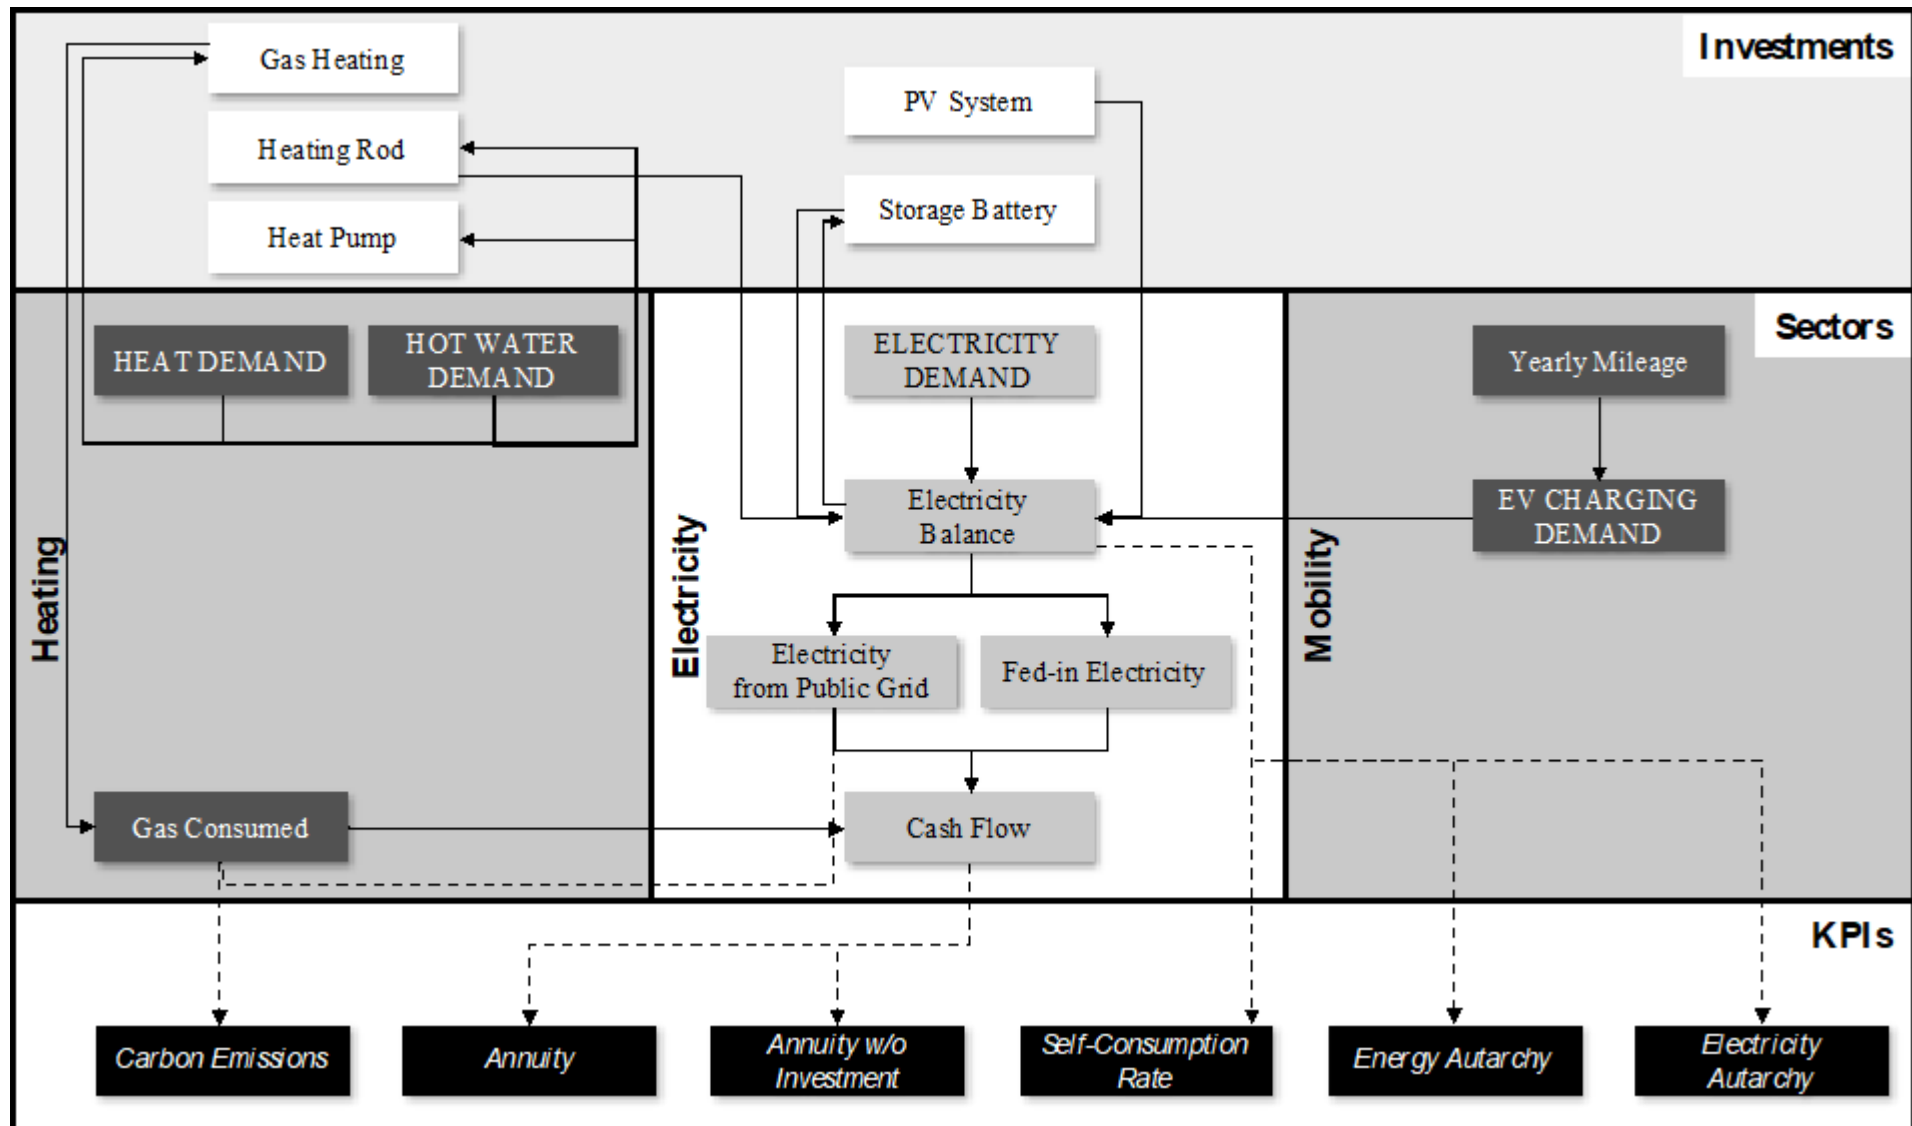 Investments
Gas Heating
PV System
Heating Rod
Storage Battery
Heat Pump
Sectors
HEAT DEMAND
HOT WATER
DEMAND
ELECTRICITY
DEMAND
Yearly Mileage
Heating
Electricity
Mobility
Electricity
Balance
EV CHARGING
DEMAND
Electricity
from Public Grid
Fed-in Electricity
Gas Consumed
Cash Flow
KPIs
Carbon Emissions
Annuity
Annuity w/o
Investment
Self-Consumption
Rate
Energy Autarchy
Electricity
Autarchy